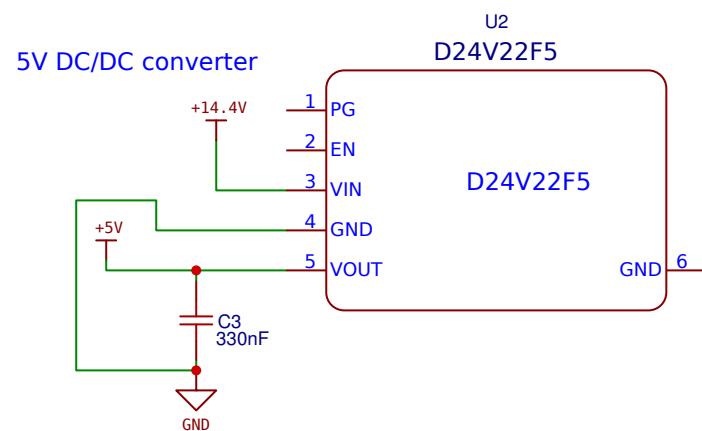 U2
D24V22F5
5V DC/DC converter
+14.4V
1 PG
2 EN
3 VIN
D24V22F5
4 GND
+5V
5 VOUT
GND 6
C3
330nF
GND